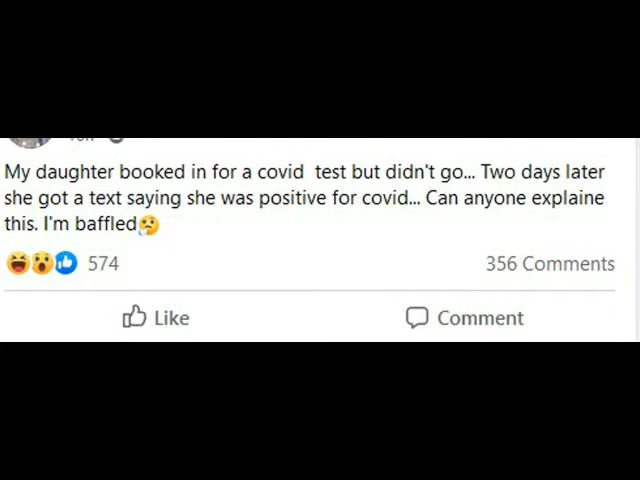 My daughter booked in for a covid  test but didn't go... Two days later
she got a text saying she was positive for covid... Can anyone explaine
this. I'm baffled🤔
574
356 Comments
Like
Comment